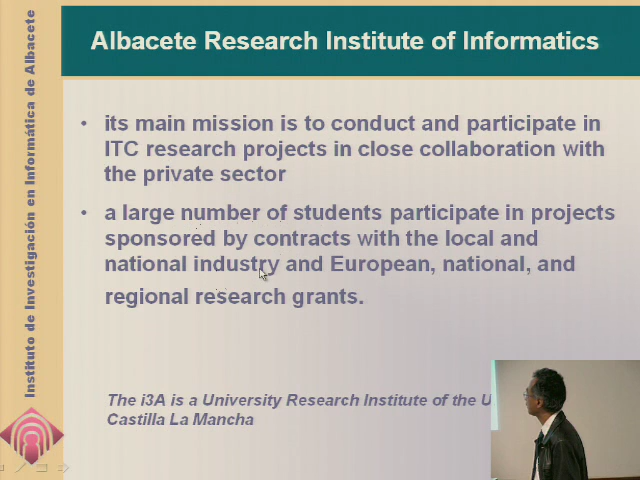 Albacete Research Institute of Informatics
Instituto de Investigación en Informática de Albacete
• its main mission is to conduct and participate in
ITC research projects in close collaboration with
the private sector
• a large number of students participate in projects
sponsored by contracts with the local and
national industry and European, national, and
regional research grants.
The i3A is a University Research Institute of the
Castilla La Mancha